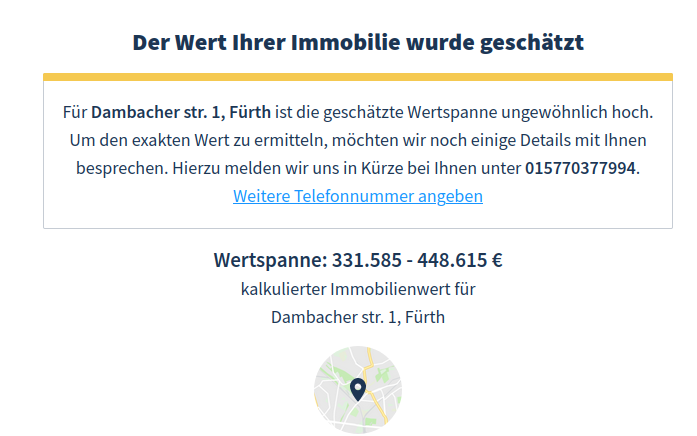 Der Wert Ihrer Immobilie wurde geschätzt
Für Dambacher str. 1, Fürth ist die geschätzte Wertspanne ungewöhnlich hoch.
Um den exakten Wert zu ermitteln, möchten wir noch einige Details mit Ihnen
besprechen. Hierzu melden wir uns in Kürze bei Ihnen unter 015770377994.
Weitere Telefonnummer angeben
Wertspanne: 331.585 - 448.615 €
kalkulierter Immobilienwert für
Dambacher str. 1, Fürth